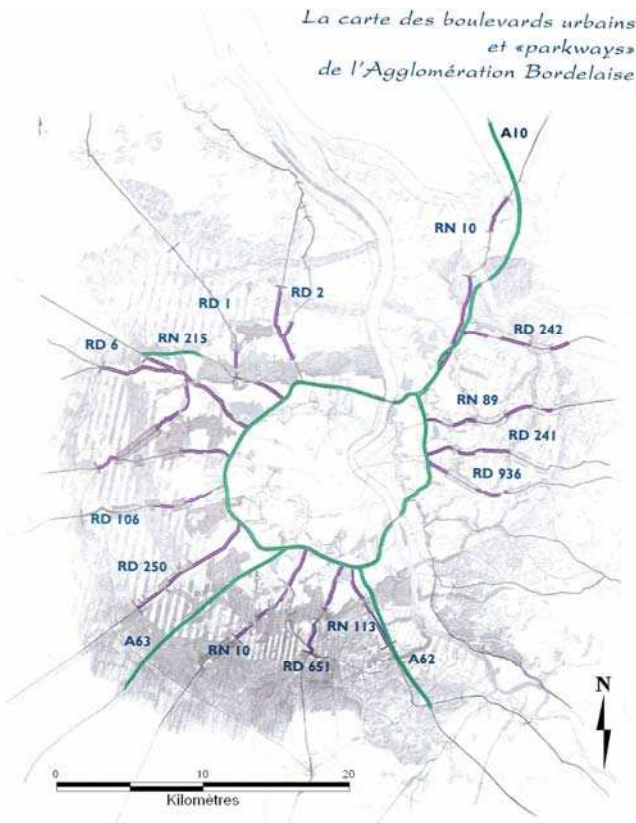 La carte des boulevards urbains
et «parkways»
de l'Agglomération Bordelaise
A10
RN 10
RD 1
RD 2
RD 242
RN 215
RD 6
RN 89
RD 241
RD 936
RD 106
RD 250
RN 113
A63
RN 10
RD 651
A62
N
0 10 20
Kilomètres